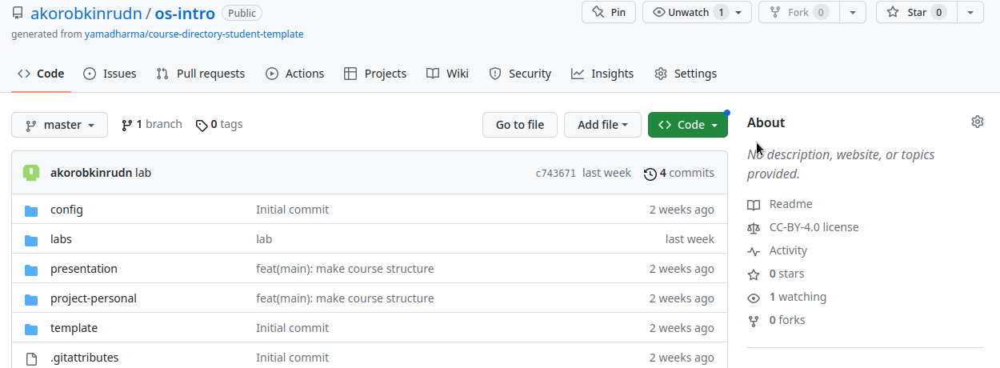 akorobkinrudn / os-intro Public Pin Unwatch 1 Fork 0 Star 0
generated from yamadharma/course-directory-student-template
Code Issues Pull requests Actions Projects Wiki Security Insights Settings
master 1 branch 0 tags Go to file Add file Code
akorobkinrudn lab c743671 last week 4 commits
config Initial commit 2 weeks ago
labs lab last week
presentation feat(main): make course structure 2 weeks ago
project-personal feat(main): make course structure 2 weeks ago
template Initial commit 2 weeks ago
.gitattributes Initial commit 2 weeks ago
About
No description, website, or topics
provided.
Readme
CC-BY-4.0 license
Activity
0 stars
1 watching
0 forks